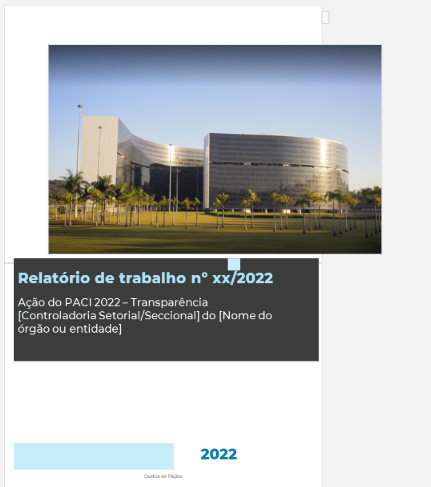 Relatório de trabalho nº xx/2022
Ação do PACI 2022 – Transparência
[Controladoria Setorial/Seccional] do [Nome do
órgão ou entidade]
2022
Quebra de Página